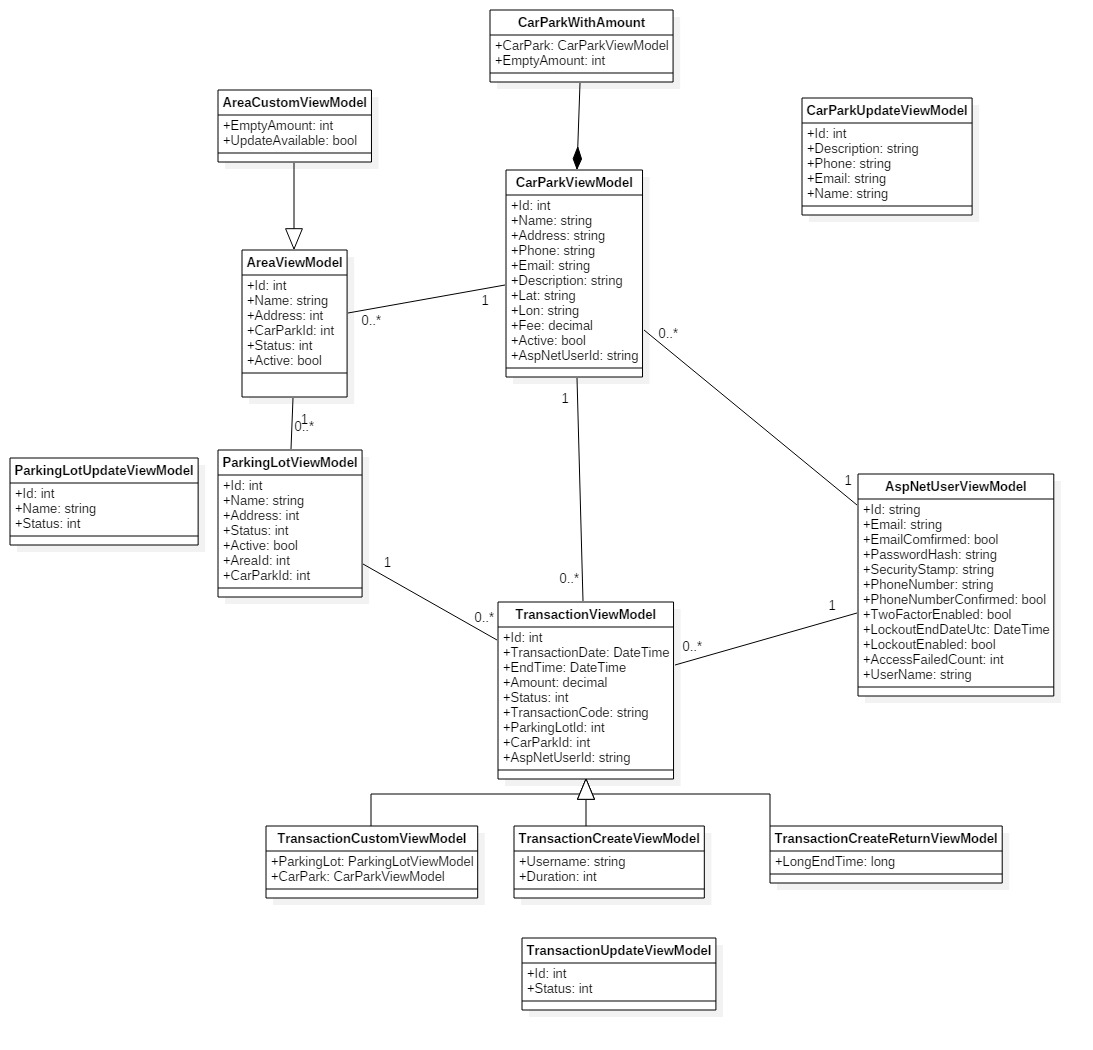 CarParkWithAmount
+CarPark: CarParkViewModel
+EmptyAmount: int
AreaCustomViewModel
+EmptyAmount: int
+UpdateAvailable: bool
CarParkUpdateViewModel
+Id: int
+Description: string
+Phone: string
+Email: string
+Name: string
CarParkViewModel
+Id: int
+Name: string
+Address: string
+Phone: string
+Email: string
+Description: string
+Lat: string
+Lon: string
+Fee: decimal
+Active: bool
+AspNetUserId: string
AreaViewModel
+Id: int
+Name: string
+Address: int
+CarParkId: int
+Status: int
+Active: bool
1
0..*
0..*
1
1
0..*
1
ParkingLotUpdateViewModel
+Id: int
+Name: string
+Status: int
ParkingLotViewModel
+Id: int
+Name: string
+Address: int
+Status: int
+Active: bool
+AreaId: int
+CarParkId: int
AspNetUserViewModel
+Id: string
+Email: string
+EmailComfirmed: bool
+PasswordHash: string
+SecurityStamp: string
+PhoneNumber: string
+PhoneNumberConfirmed: bool
+TwoFactorEnabled: bool
+LockoutEndDateUtc: DateTime
+LockoutEnabled: bool
+AccessFailedCount: int
+UserName: string
1
0..*
0..*
1
0..*
TransactionViewModel
+Id: int
+TransactionDate: DateTime
+EndTime: DateTime
+Amount: decimal
+Status: int
+TransactionCode: string
+ParkingLotId: int
+CarParkId: int
+AspNetUserId: string
TransactionCustomViewModel
+ParkingLot: ParkingLotViewModel
+CarPark: CarParkViewModel
TransactionCreateViewModel
+Username: string
+Duration: int
TransactionCreateReturnViewModel
+LongEndTime: long
TransactionUpdateViewModel
+Id: int
+Status: int